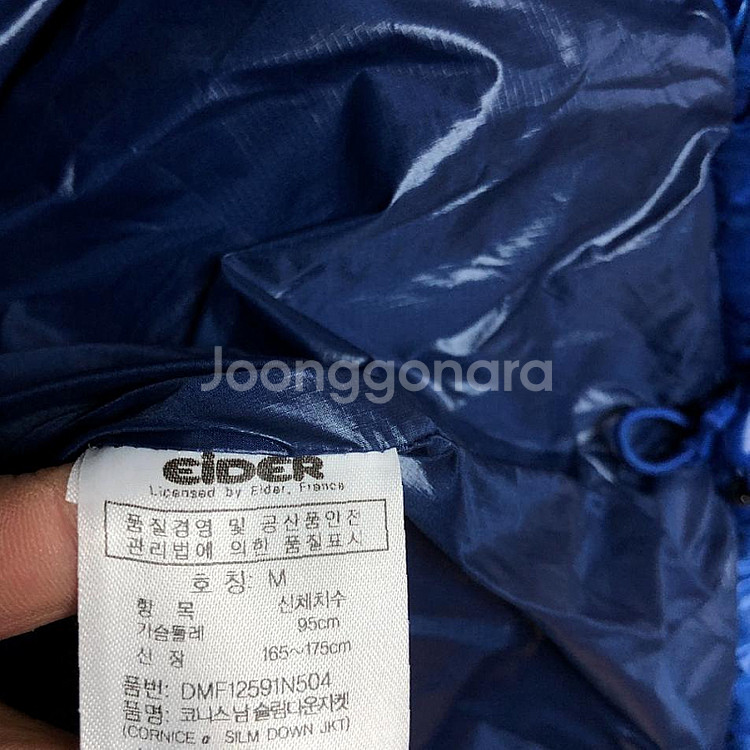 Joonggonara
EIDER
Licensed by Eider, France
품질경영 및 공산품안전
관리법에 의한 품질표시
호 칭: M
항 목 신체치수
가슴둘레 95cm
신 장 165~175cm
품번: DMF12591N504
품명: 코니스남슬림다운자켓
(CORNICE α SILM DOWN JKT)